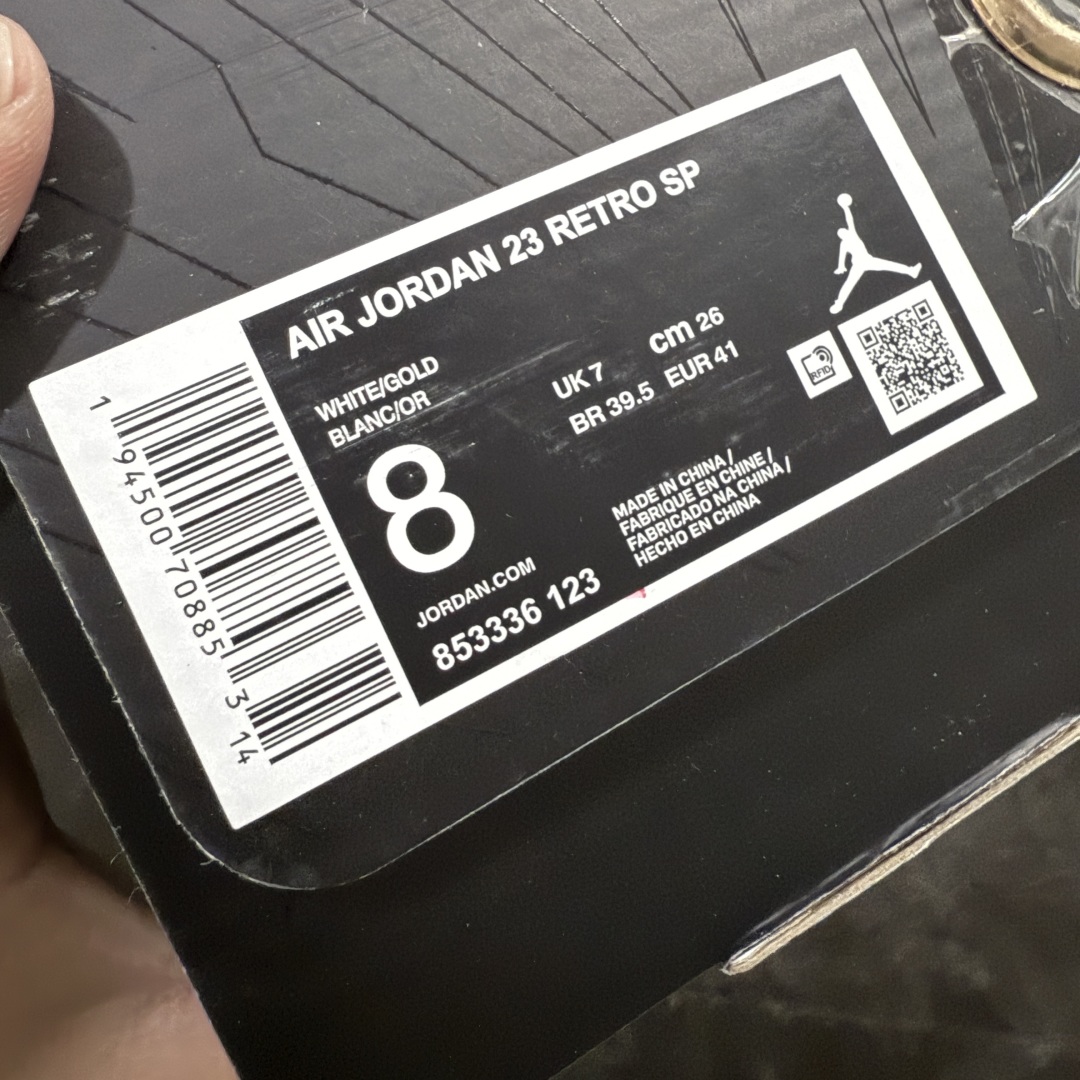 AIR JORDAN 23 RETRO SP
WHITE/GOLD
BLANC/OR
8
UK 7
cm 26
BR 39.5
EUR 41
RFID
MADE IN CHINA /
FABRIQUE EN CHINE /
FABRICADO NA CHINA /
HECHO EN CHINA
JORDAN.COM
853336 123
1 94500 70885 3 14